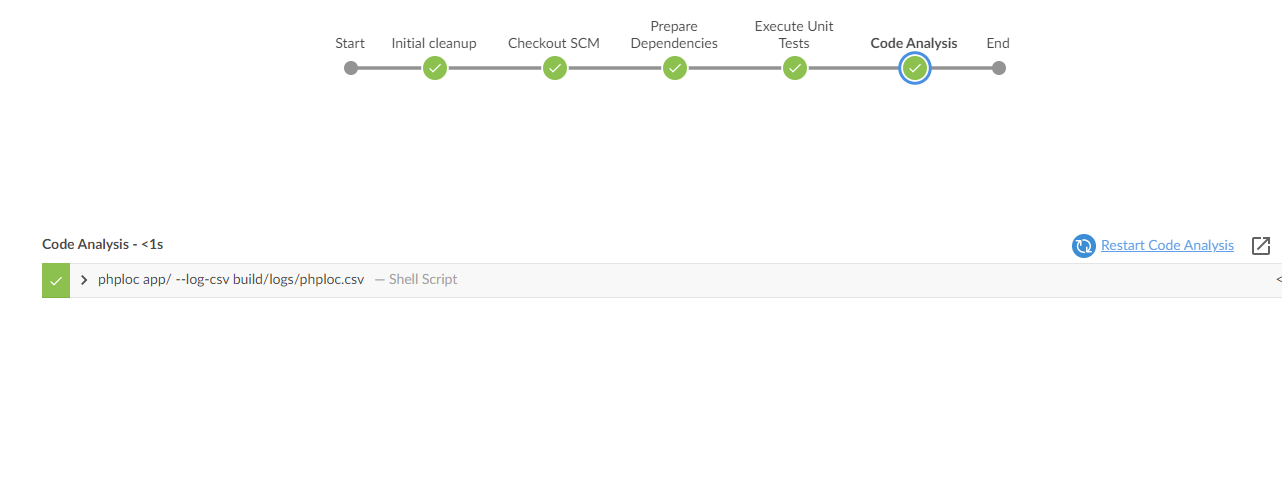 Start
Initial cleanup
Checkout SCM
Prepare
Dependencies
Execute Unit
Tests
Code Analysis
End
Code Analysis - <1s
Restart Code Analysis
phploc app/ --log-csv build/logs/phploc.csv — Shell Script
<